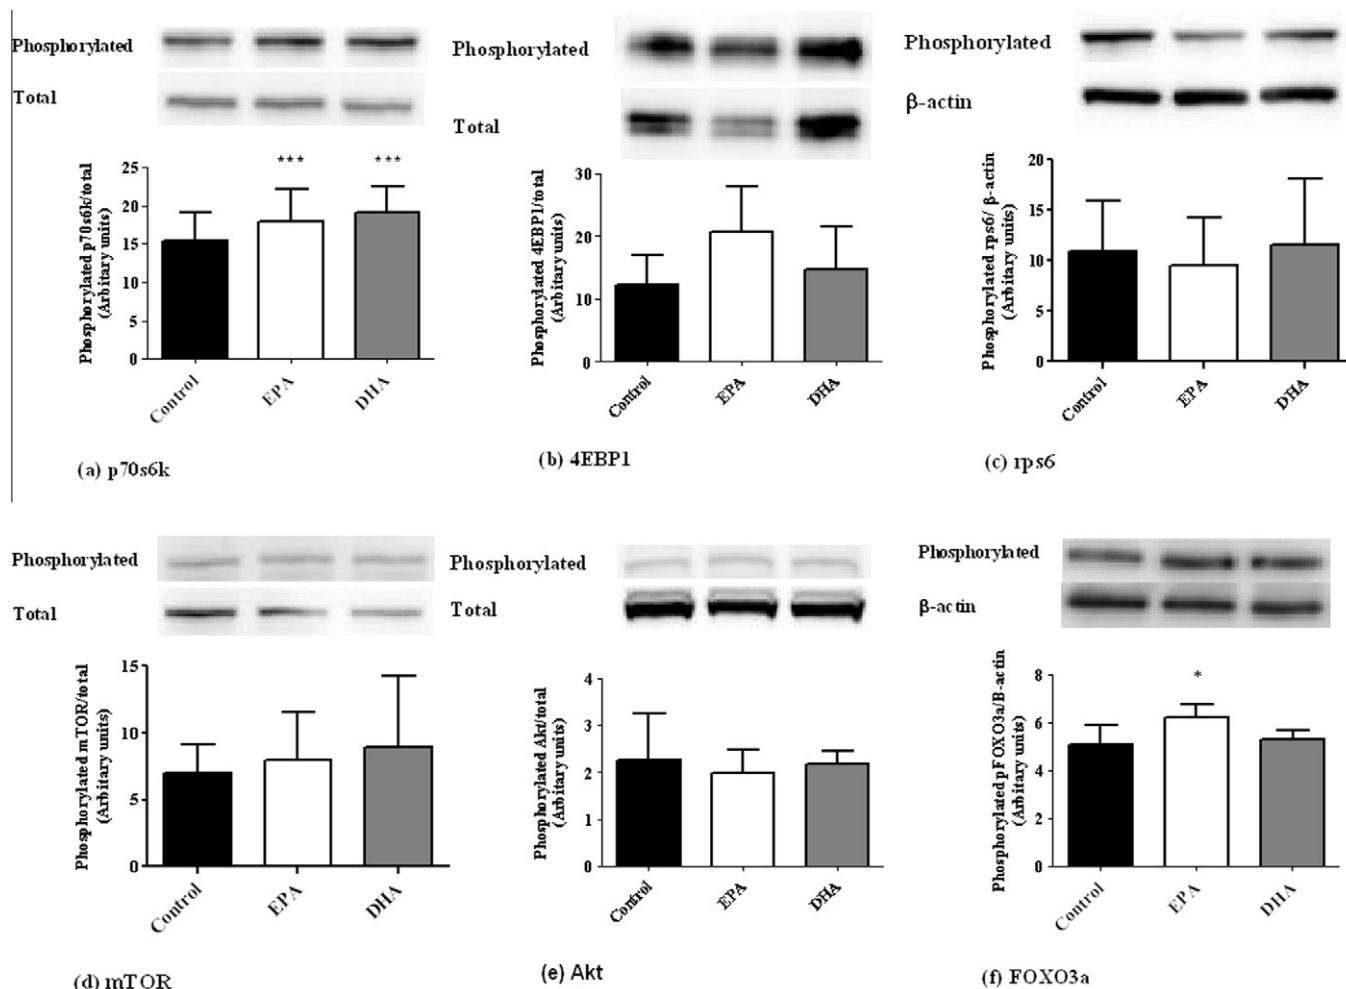 Phosphorylated
Total
***
***
Phosphorylated p70s6k/total
(Arbitary units)
25
20
15
10
5
0
Control
EPA
DHA
(a) p70s6k
Phosphorylated
Total
Phosphorylated 4EBP1/total
(Arbitary units)
30
20
10
0
Control
EPA
DHA
(b) 4EBP1
Phosphorylated
β-actin
Phosphorylated rps6/ β-actin
(Arbitary units)
20
15
10
5
0
Control
EPA
DHA
(c) rps6
Phosphorylated
Total
Phosphorylated mTOR/total
(Arbitary units)
15
10
5
0
Control
EPA
DHA
(d) mTOR
Phosphorylated
Total
Phosphorylated Akt/total
(Arbitary units)
4
3
2
1
0
Control
EPA
DHA
(e) Akt
Phosphorylated
β-actin
*
Phosphorylated pFOXO3a/B-actin
(Arbitary units)
8
6
4
2
0
Control
EPA
DHA
(f) FOXO3a